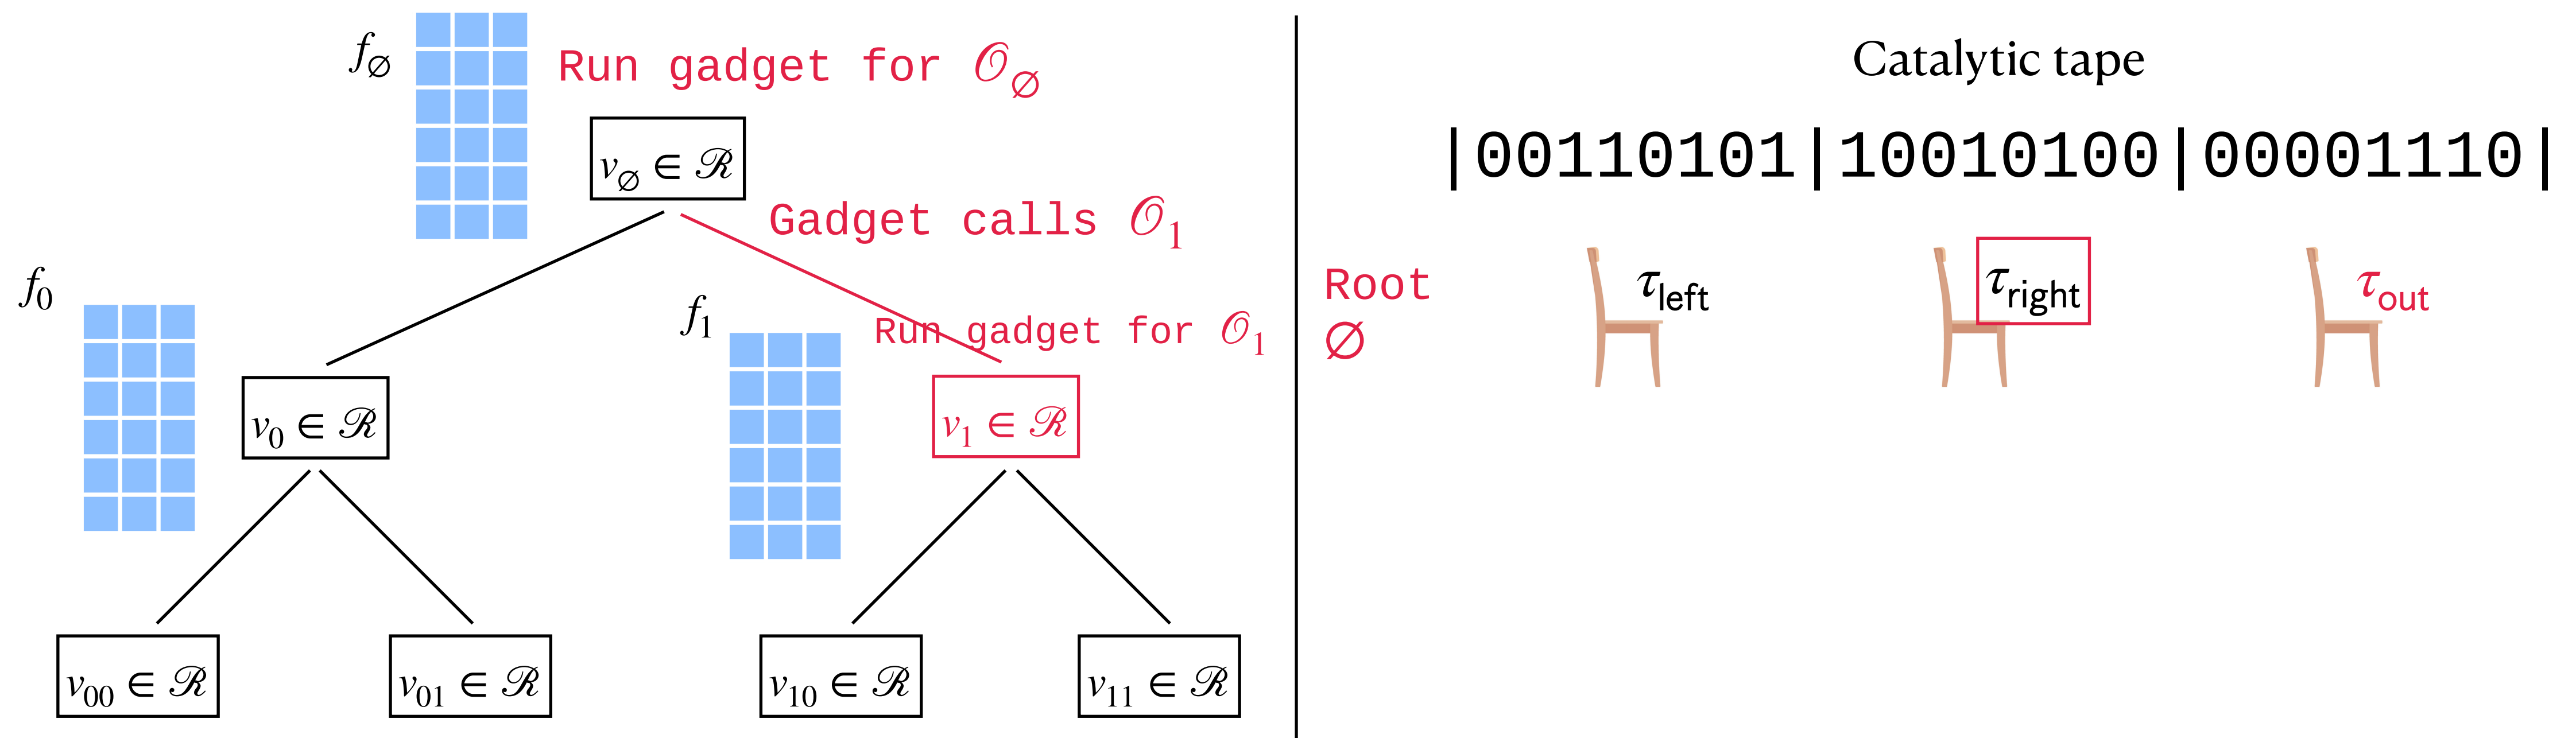 f∅
Run gadget for 𝒪∅
v∅ ∈ ℛ
Gadget calls 𝒪1
f0
f1
Run gadget for 𝒪1
v0 ∈ ℛ
v1 ∈ ℛ
v00 ∈ ℛ
v01 ∈ ℛ
v10 ∈ ℛ
v11 ∈ ℛ
Catalytic tape
|00110101|10010100|00001110|
Root
∅
τleft
τright
τout